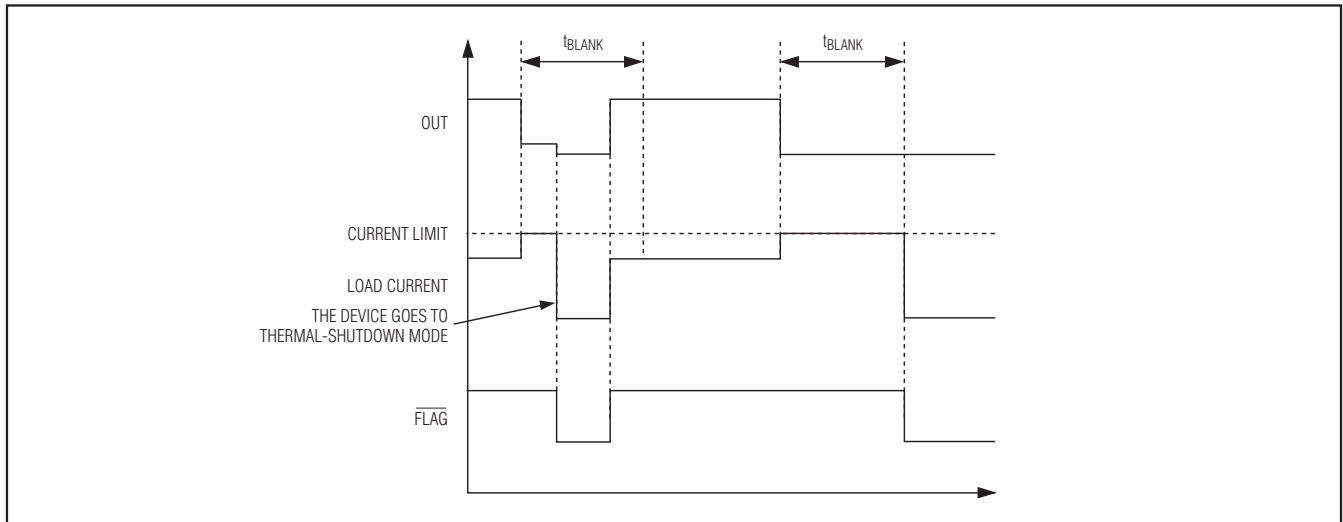 tBLANK
tBLANK
OUT
CURRENT LIMIT
LOAD CURRENT
THE DEVICE GOES TO
THERMAL-SHUTDOWN MODE
FLAG